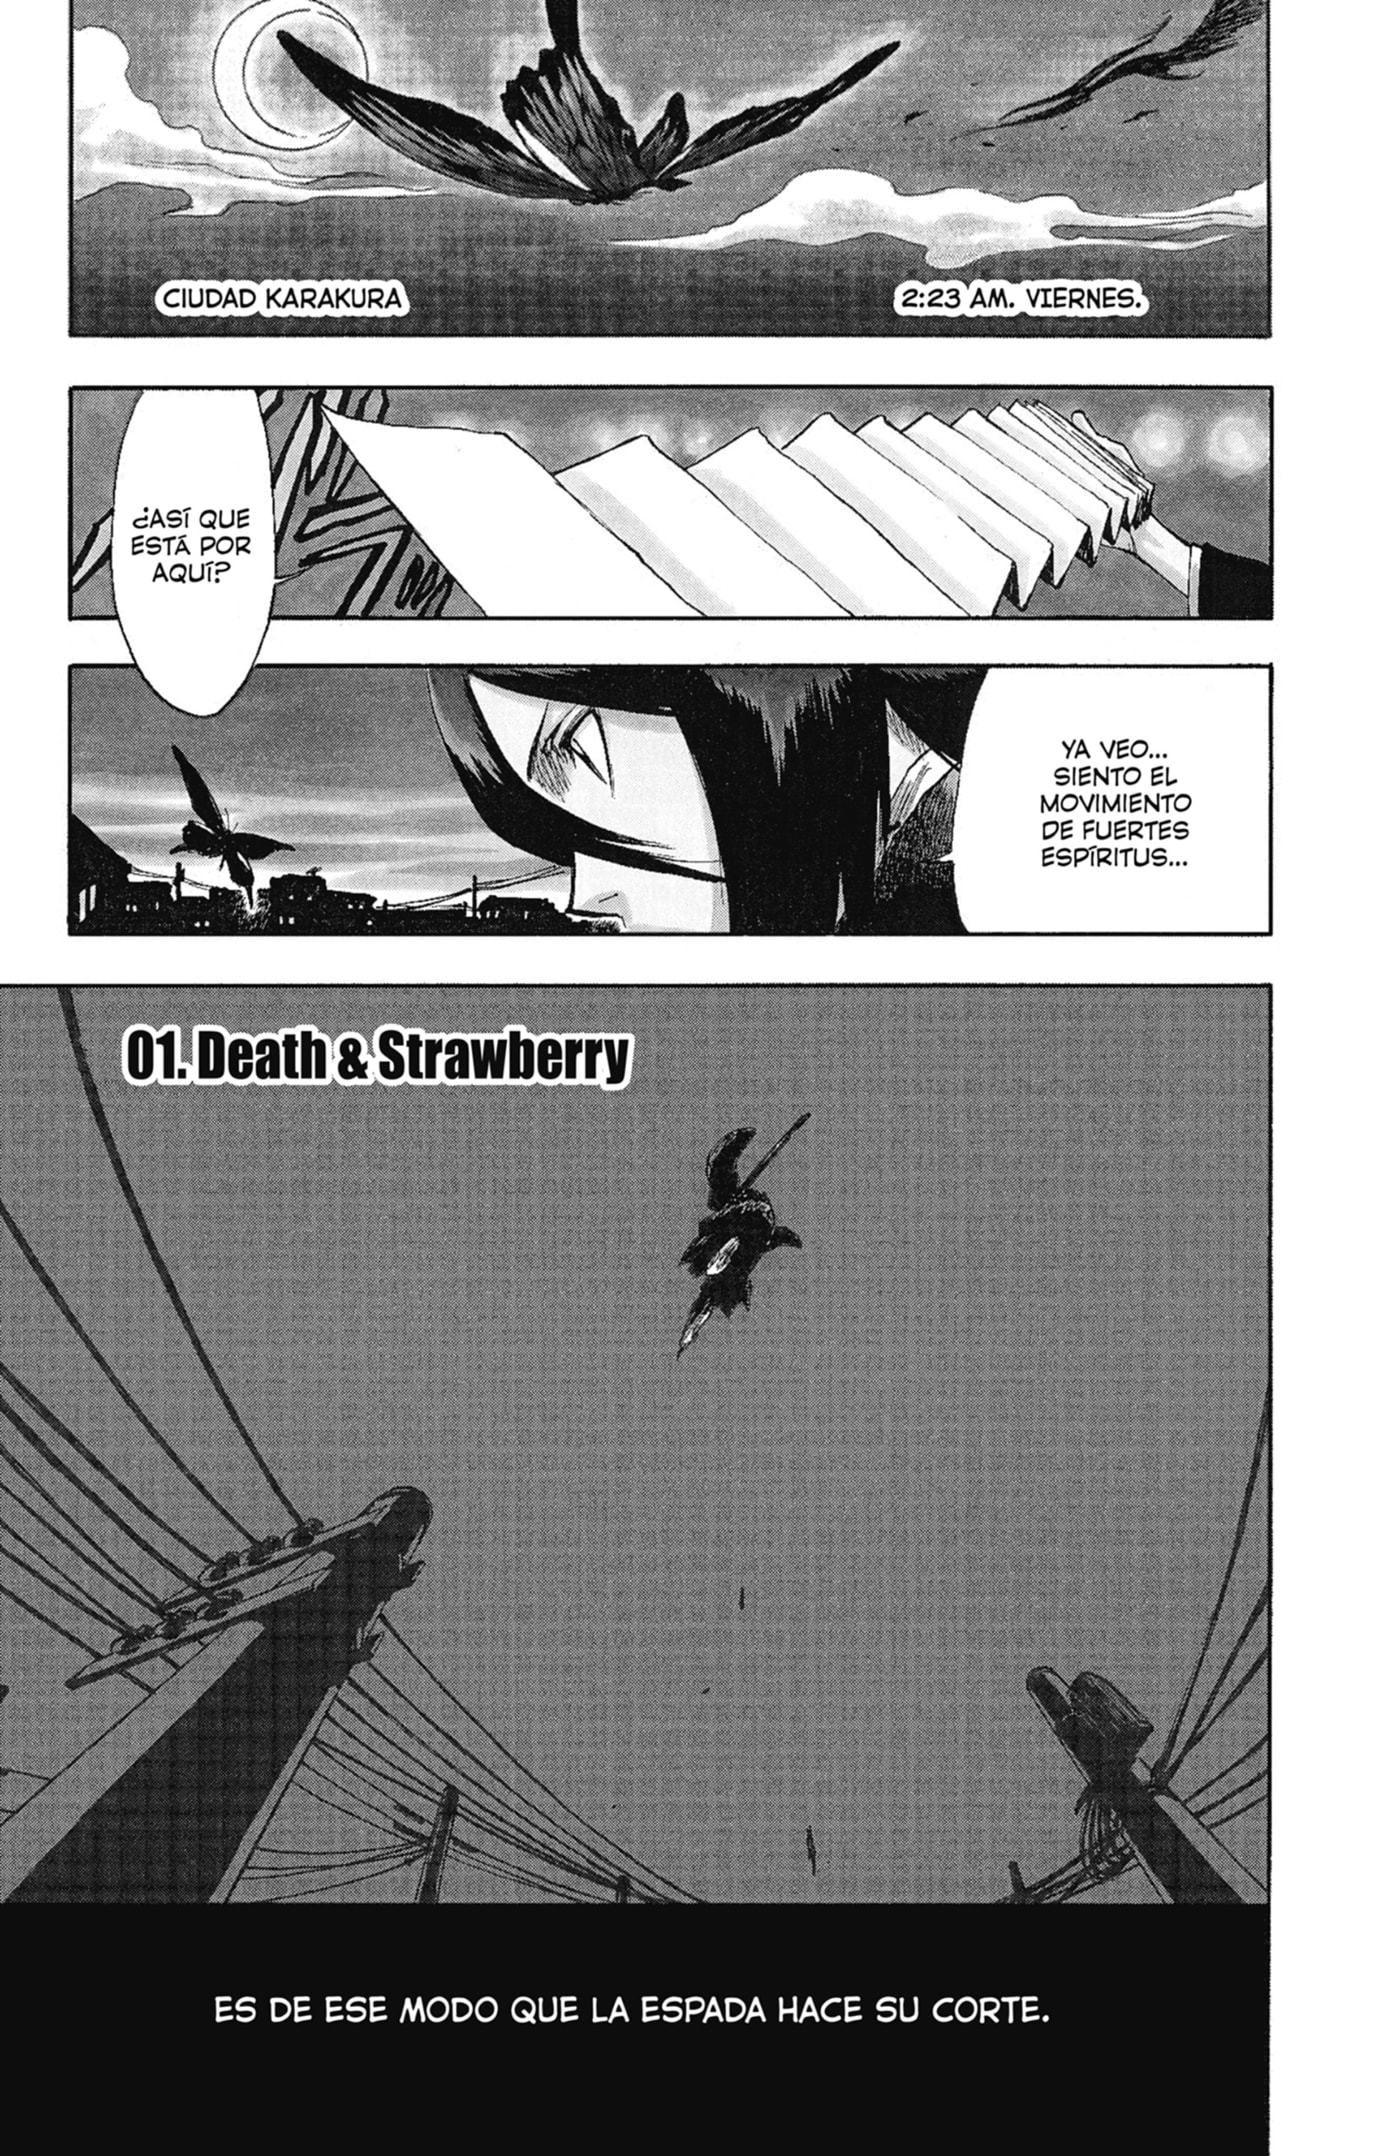 CIUDAD KARAKURA
2:23 AM. VIERNES.
¿ASÍ QUE
ESTÁ POR
AQUÍ?
YA VEO...
SIENTO EL
MOVIMIENTO
DE FUERTES
ESPÍRITUS...
01. Death & Strawberry
ES DE ESE MODO QUE LA ESPADA HACE SU CORTE.